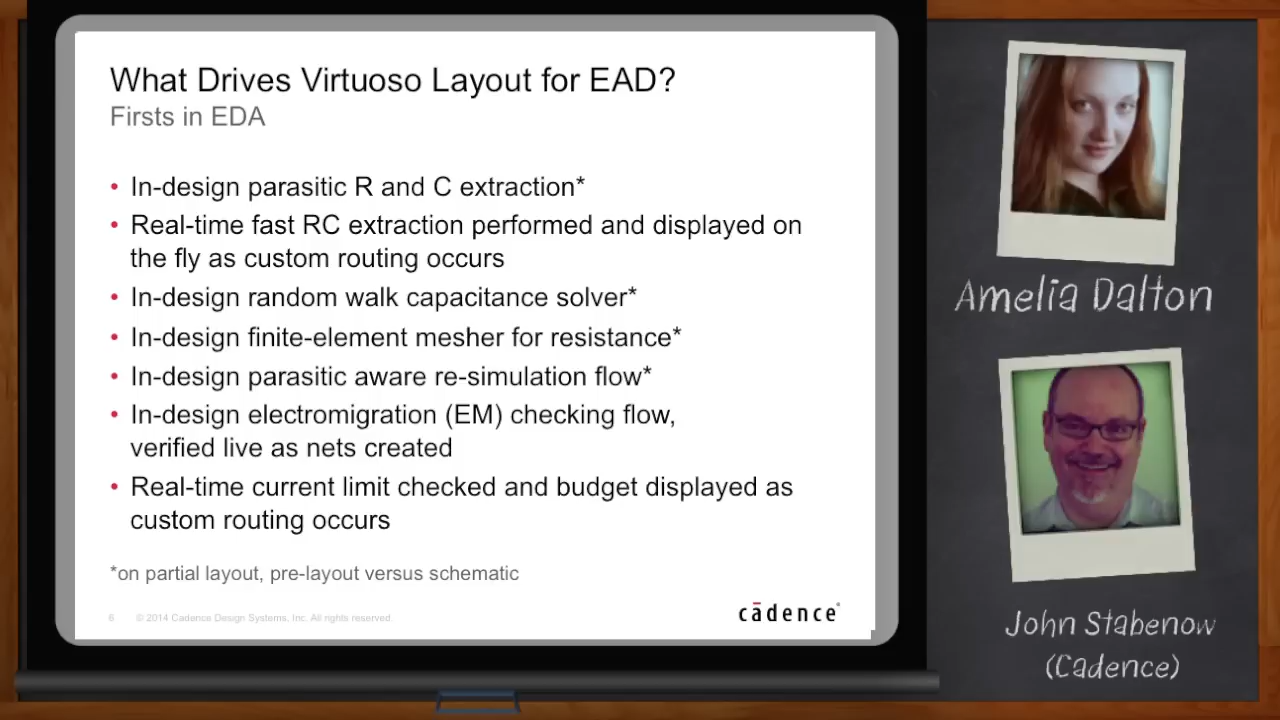 What Drives Virtuoso Layout for EAD?
Firsts in EDA
• In-design parasitic R and C extraction*
• Real-time fast RC extraction performed and displayed on
the fly as custom routing occurs
• In-design random walk capacitance solver*
• In-design finite-element mesher for resistance*
• In-design parasitic aware re-simulation flow*
• In-design electromigration (EM) checking flow,
verified live as nets created
• Real-time current limit checked and budget displayed as
custom routing occurs
*on partial layout, pre-layout versus schematic
6 © 2014 Cadence Design Systems, Inc. All rights reserved.
cādence®
Amelia Dalton
John Stabenow
(Cadence)